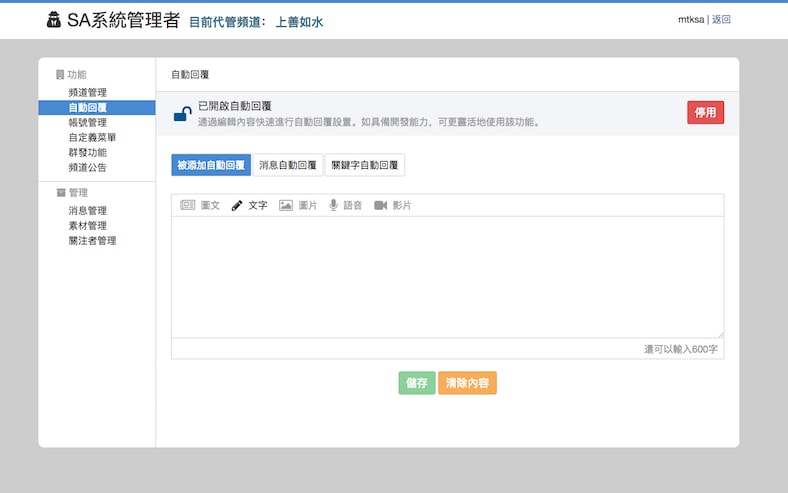 SA系統管理者 目前代管頻道: 上善如水
mtksa | 返回
功能
頻道管理
自動回覆
帳號管理
自定義菜單
群發功能
頻道公告
管理
消息管理
素材管理
關注者管理
自動回覆
已開啟自動回覆
通過編輯內容快速進行自動回覆設置。如具備開發能力，可更靈活地使用該功能。
停用
被添加自動回覆 消息自動回覆 關鍵字自動回覆
圖文 文字 圖片 語音 影片
還可以輸入600字
儲存 清除內容